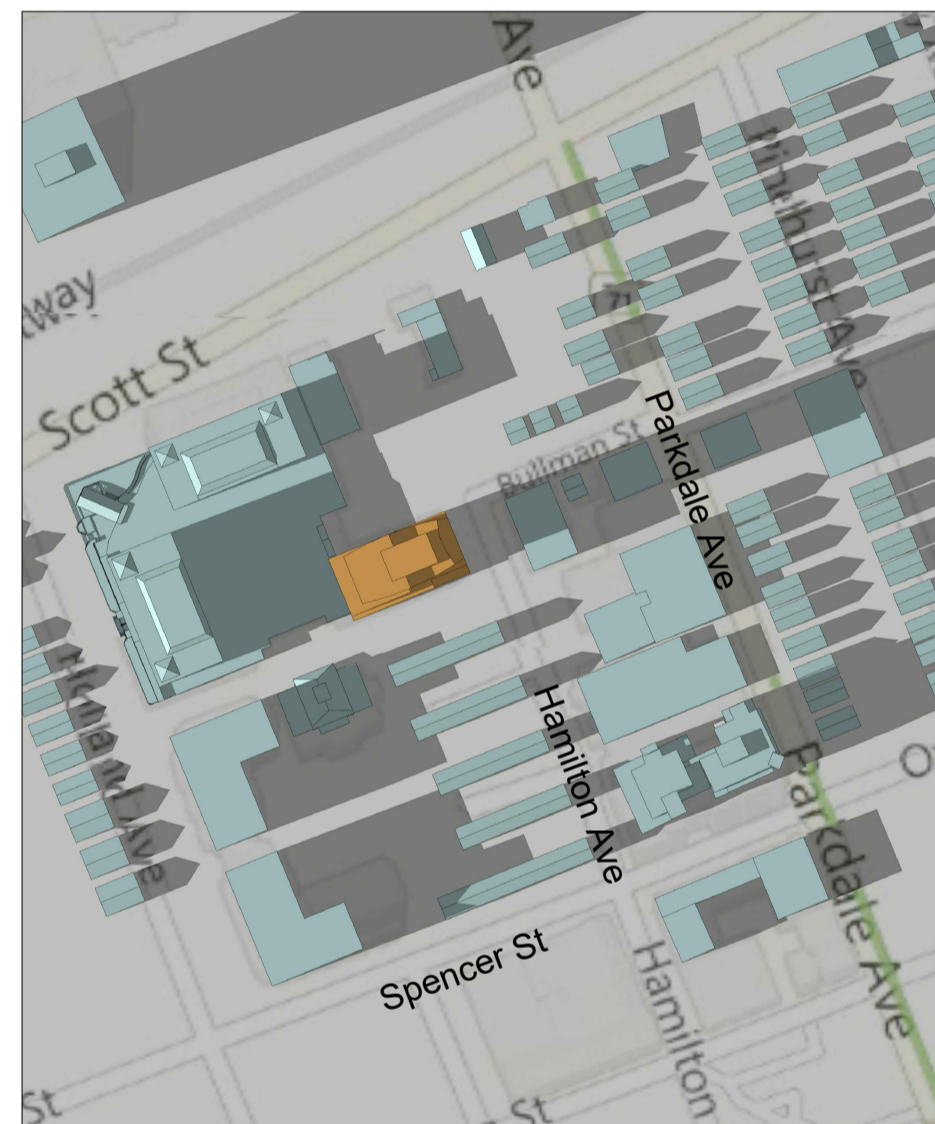 Ave
Pinehurst Ave
tway
71
Scott St
Parkdale Ave
Bullman St
Hamilton Ave
Parkdale Ave
O
Spencer St
Hamilton
St
St